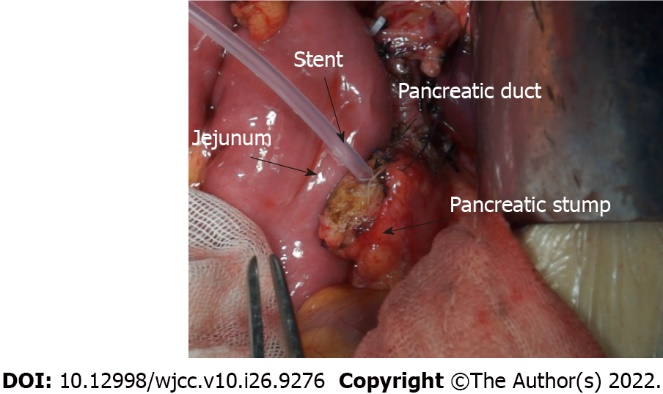 Stent
Pancreatic duct
Jejunum
Pancreatic stump
DOI: 10.12998/wjcc.v10.i26.9276 Copyright ©The Author(s) 2022.